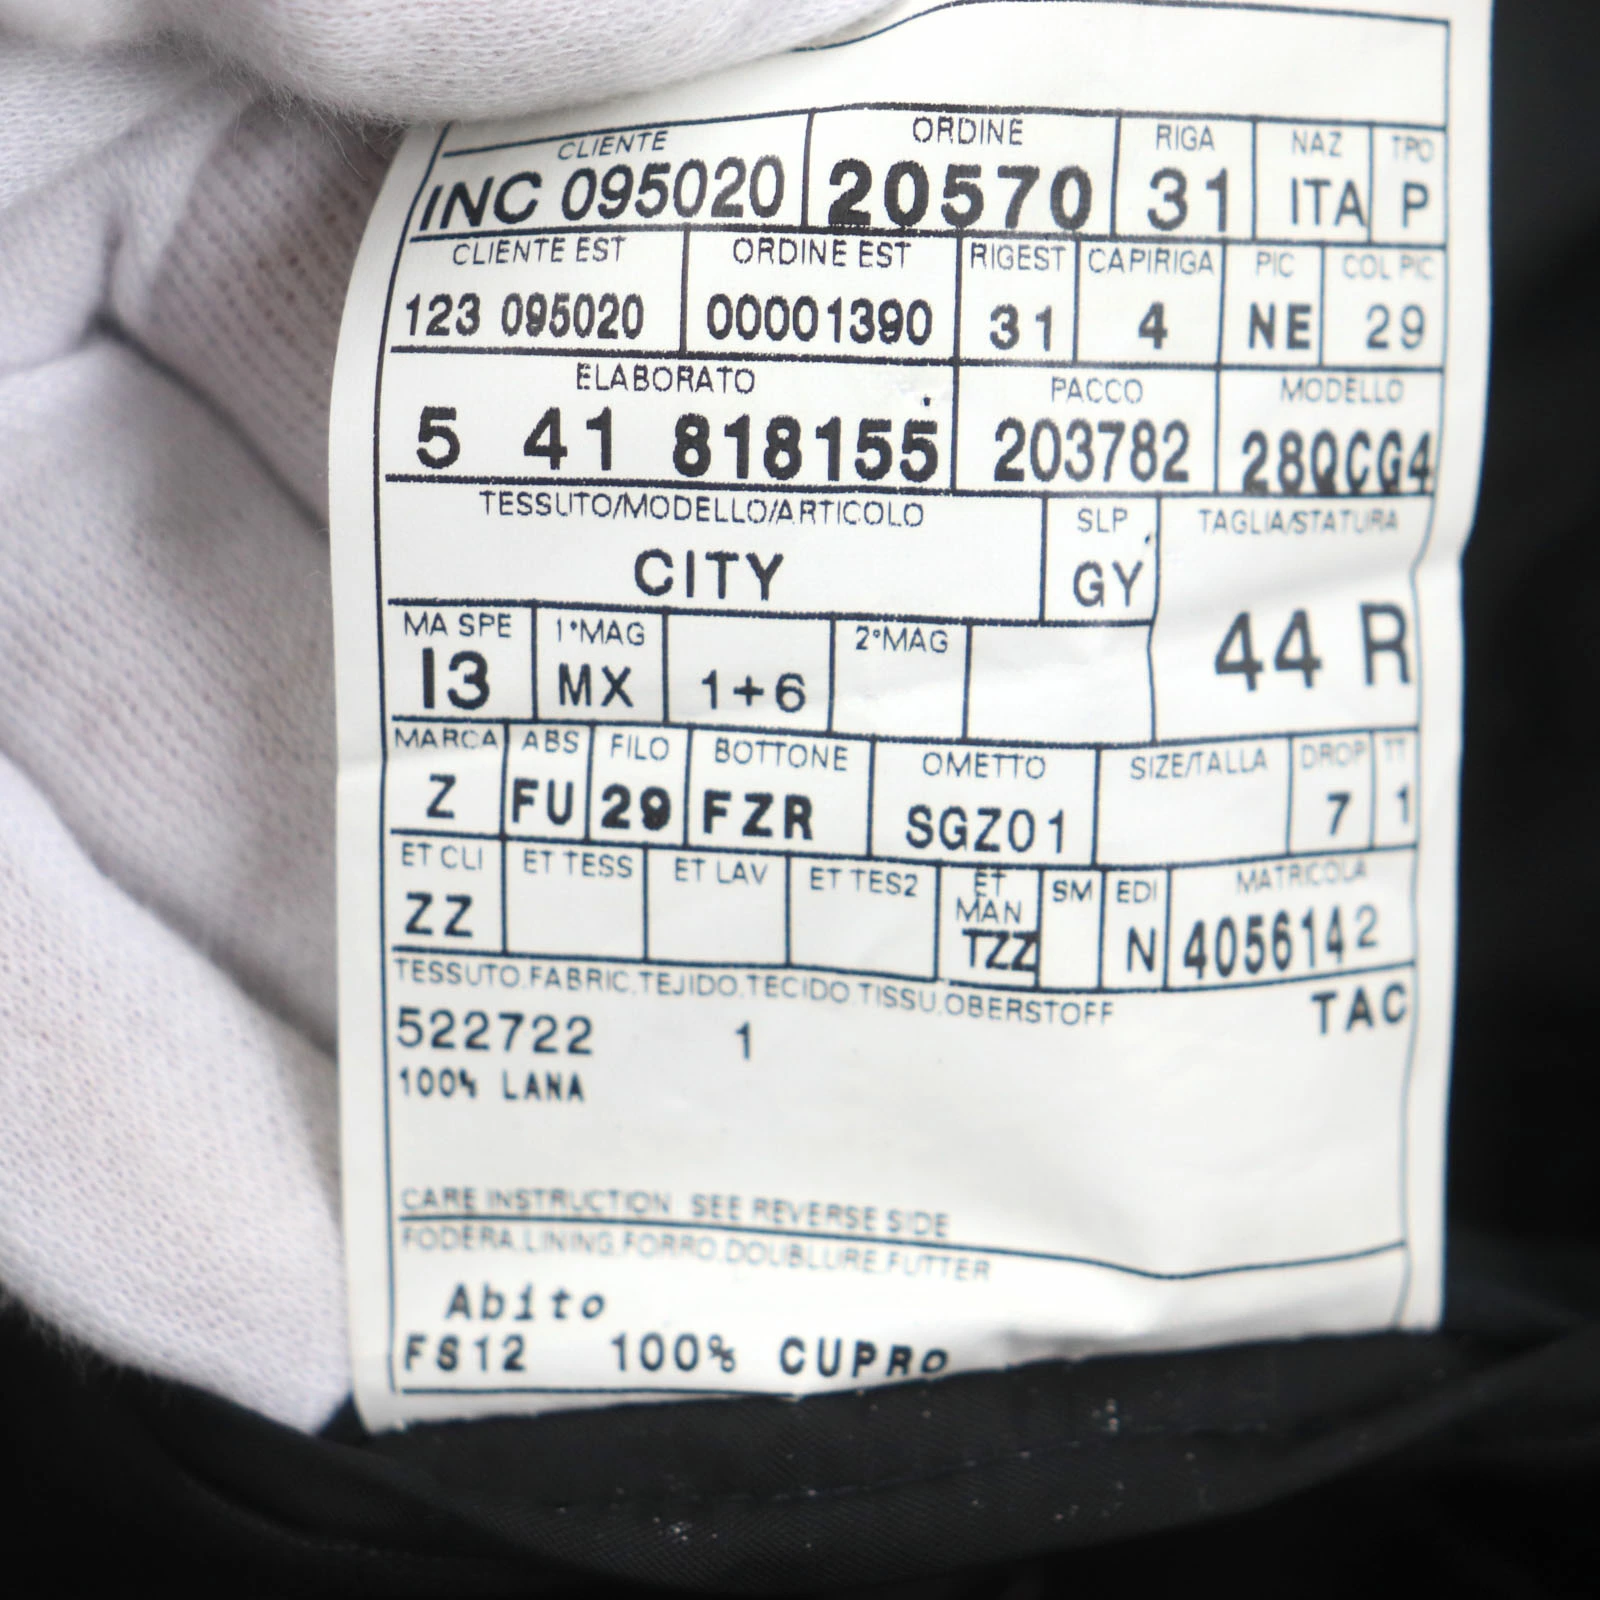 CLIENTE ORDINE RIGA NAZ TPO
INC 095020 20570 31 ITA P
CLIENTE EST ORDINE EST RIGEST CAPIRIGA PIC COL PIC
123 095020 00001390 31 4 NE 29
ELABORATO PACCO MODELLO
5 41 818155 203782 28QCG4
TESSUTO/MODELLO/ARTICOLO SLP TAGLIA/STATURA
CITY GY 44 R
MA SPE 1°MAG 2°MAG
13 MX 1+6
MARCA ABS FILO BOTTONE OMETTO SIZE/TALLA DROP TT
Z FU 29 FZR SGZ01 7 1
ET CLI ET TESS ET LAV ET TES2 ET MAN SM EDI MATRICOLA
ZZ TZZ N 4056142
TESSUTO.FABRIC.TEJIDO.TECIDO.TISSU.OBERSTOFF TAC
522722 1
100% LANA
CARE INSTRUCTION SEE REVERSE SIDE
FODERA.LINING.FORRO.DOUBLURE.FUTTER
Abito
FS12 100% CUPRO